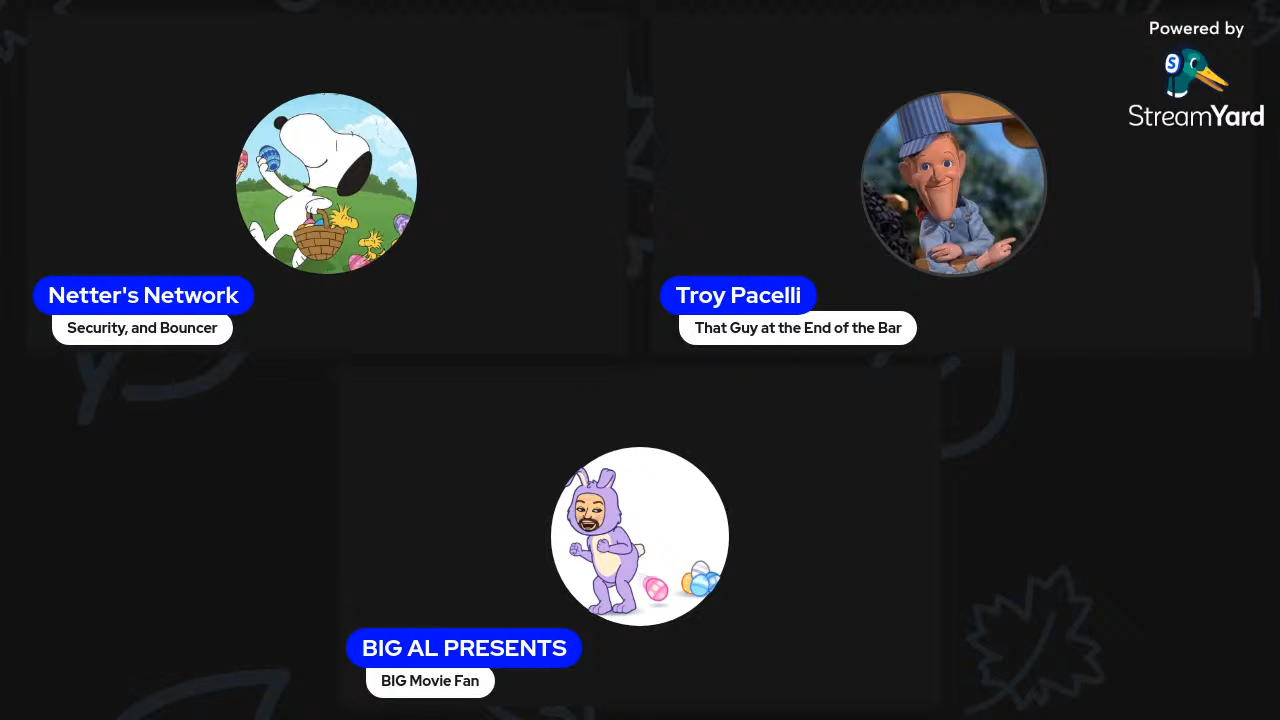 Powered by
StreamYard
Netter's Network
Security, and Bouncer
Troy Pacelli
That Guy at the End of the Bar
BIG AL PRESENTS
BIG Movie Fan